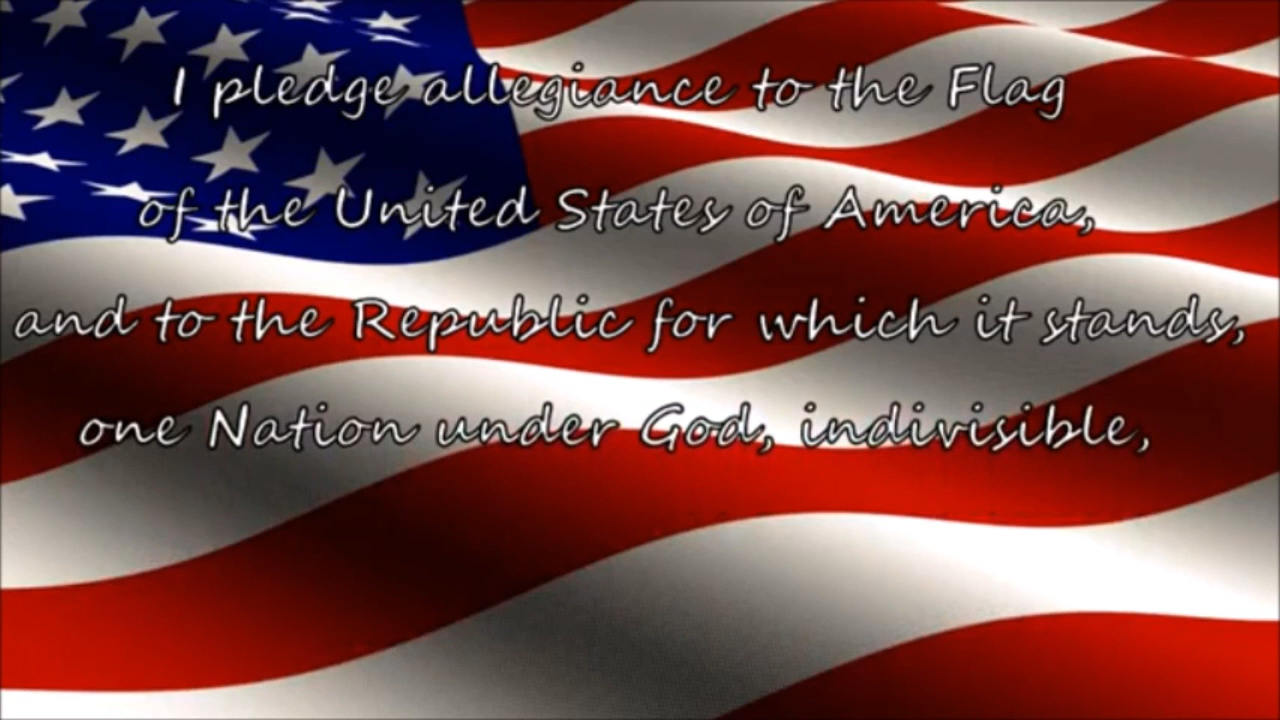 I pledge allegiance to the Flag
of the United States of America,
and to the Republic for which it stands,
one Nation under God, indivisible,